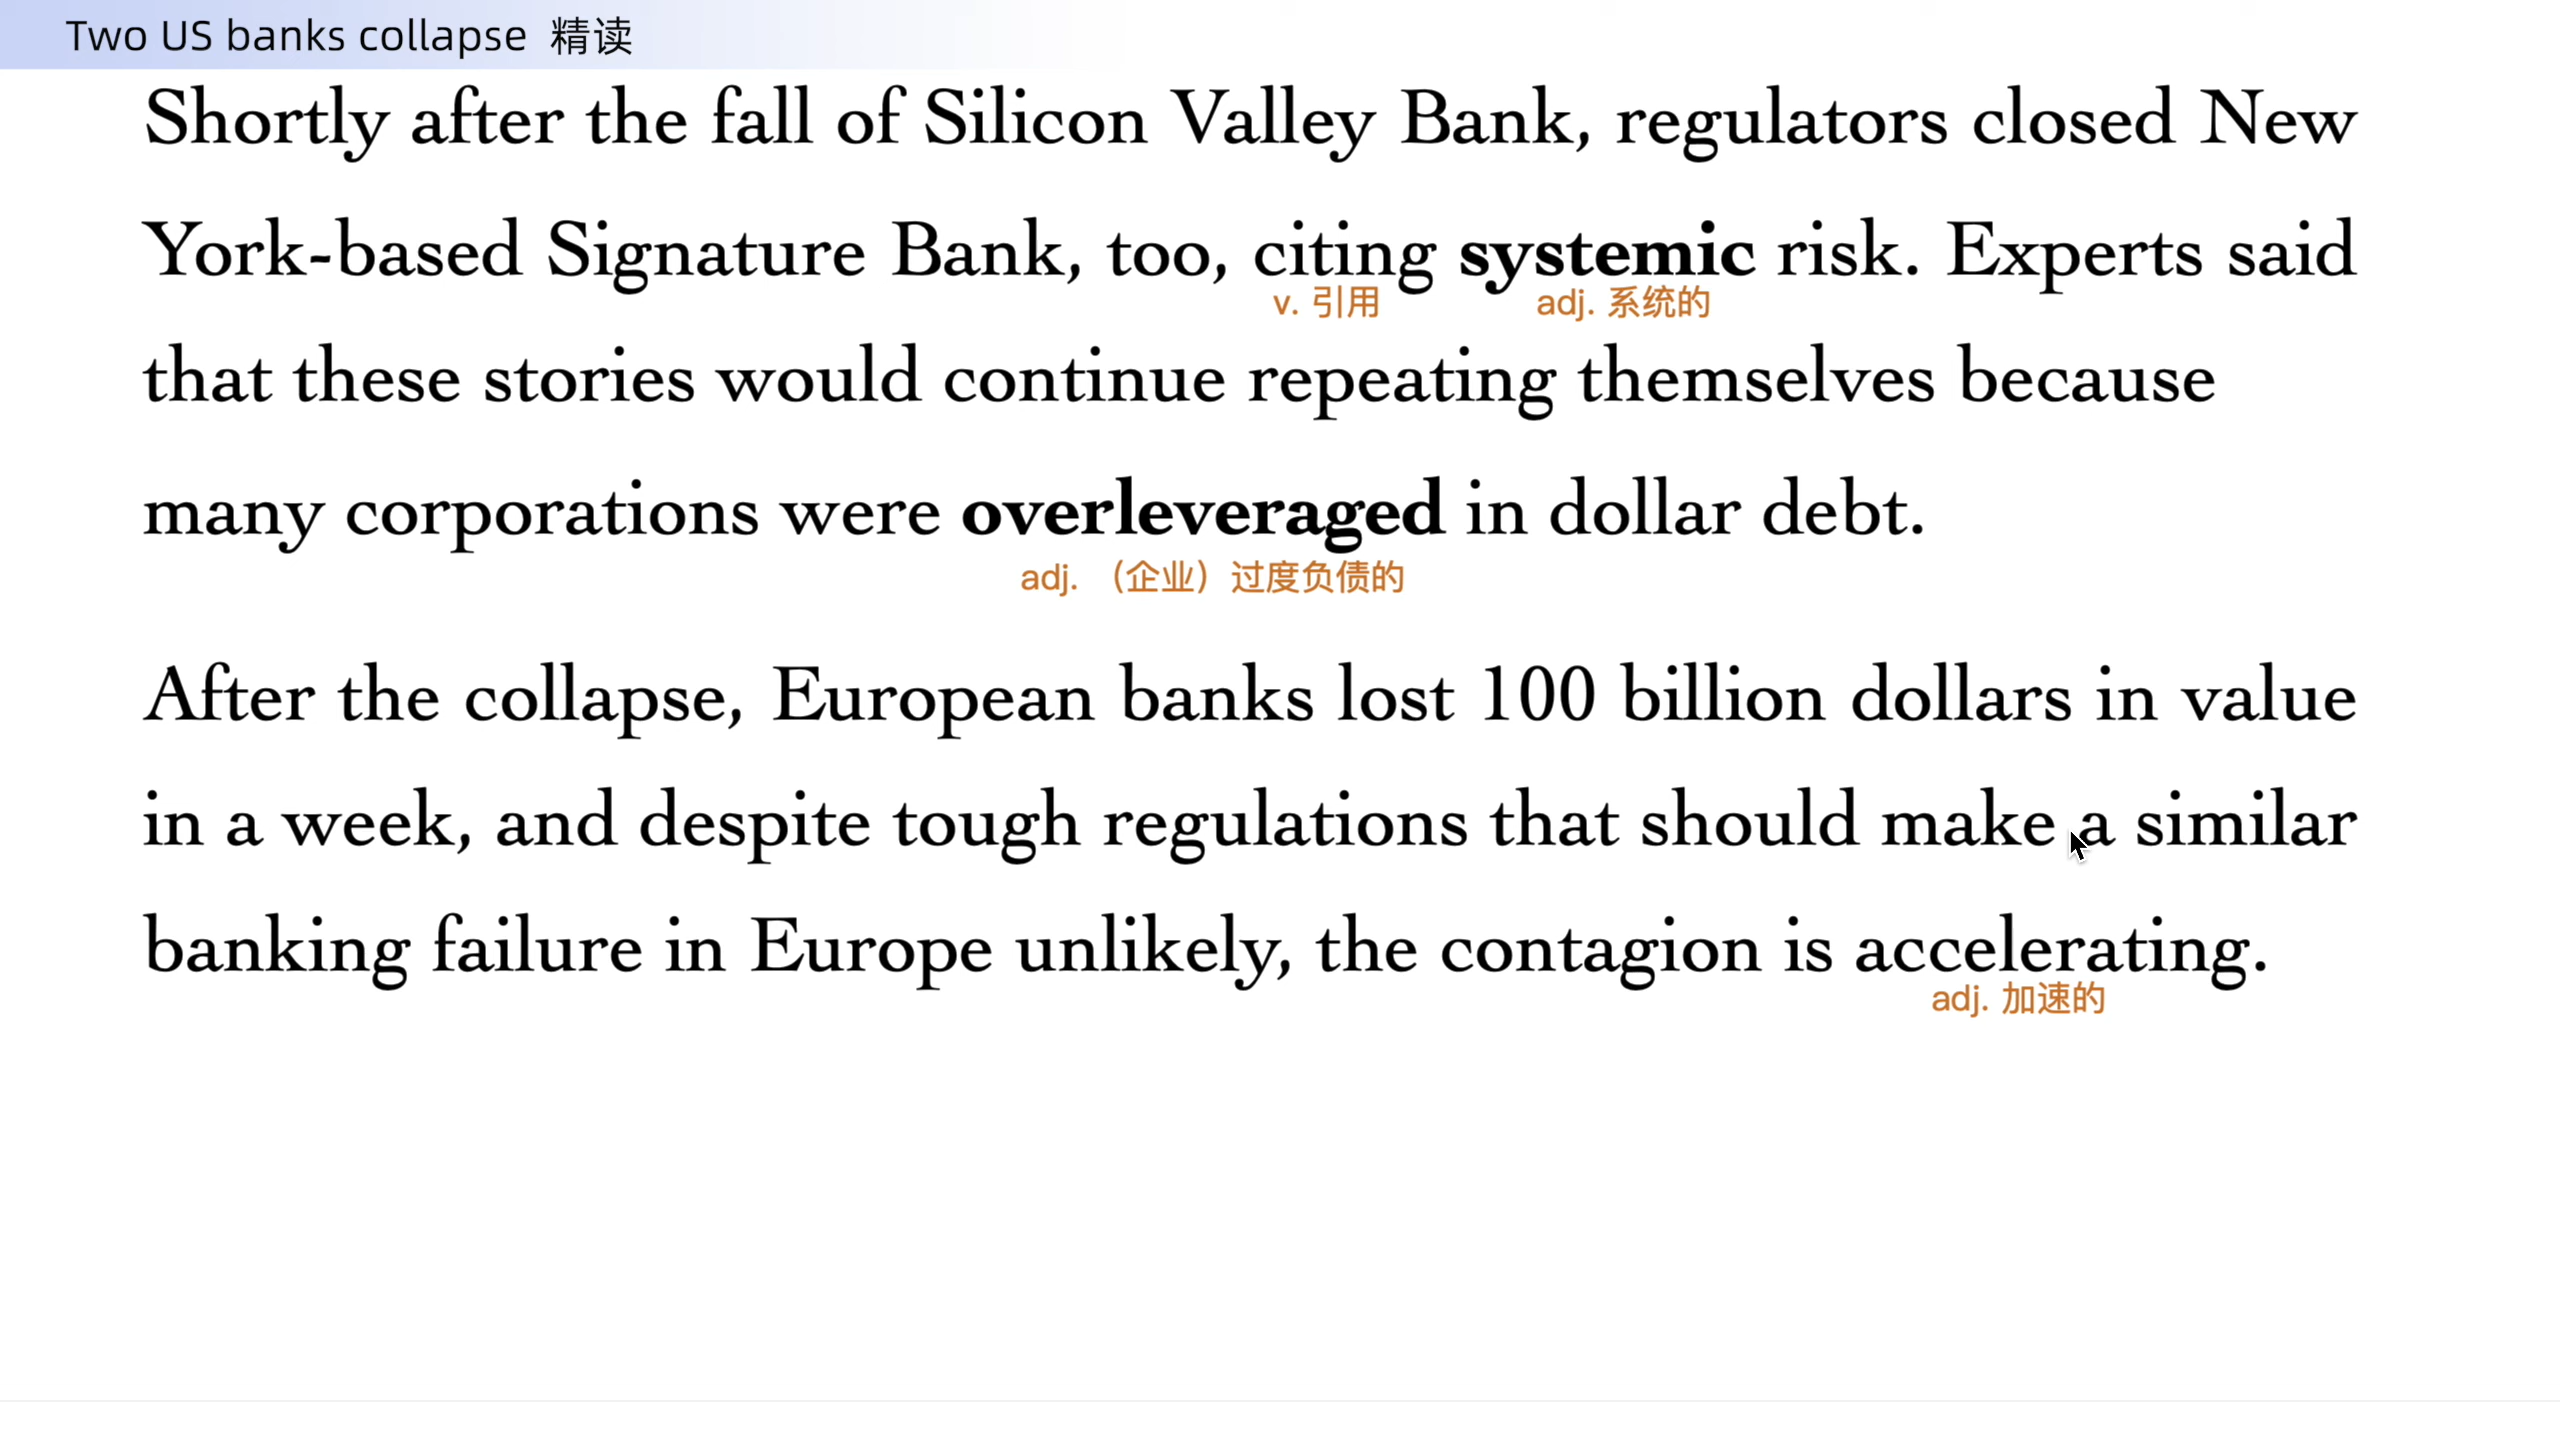 Two US banks collapse 精读
Shortly after the fall of Silicon Valley Bank, regulators closed New
York-based Signature Bank, too, citing systemic risk. Experts said
v. 引用 adj. 系统的
that these stories would continue repeating themselves because
many corporations were overleveraged in dollar debt.
adj. （企业）过度负债的
After the collapse, European banks lost 100 billion dollars in value
in a week, and despite tough regulations that should make a similar
banking failure in Europe unlikely, the contagion is accelerating.
adj. 加速的